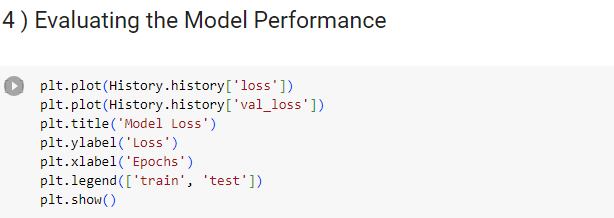 4 ) Evaluating the Model Performance
plt.plot(History.history['loss'])
plt.plot(History.history['val_loss'])
plt.title('Model Loss')
plt.ylabel('Loss')
plt.xlabel('Epochs')
plt.legend(['train', 'test'])
plt.show()